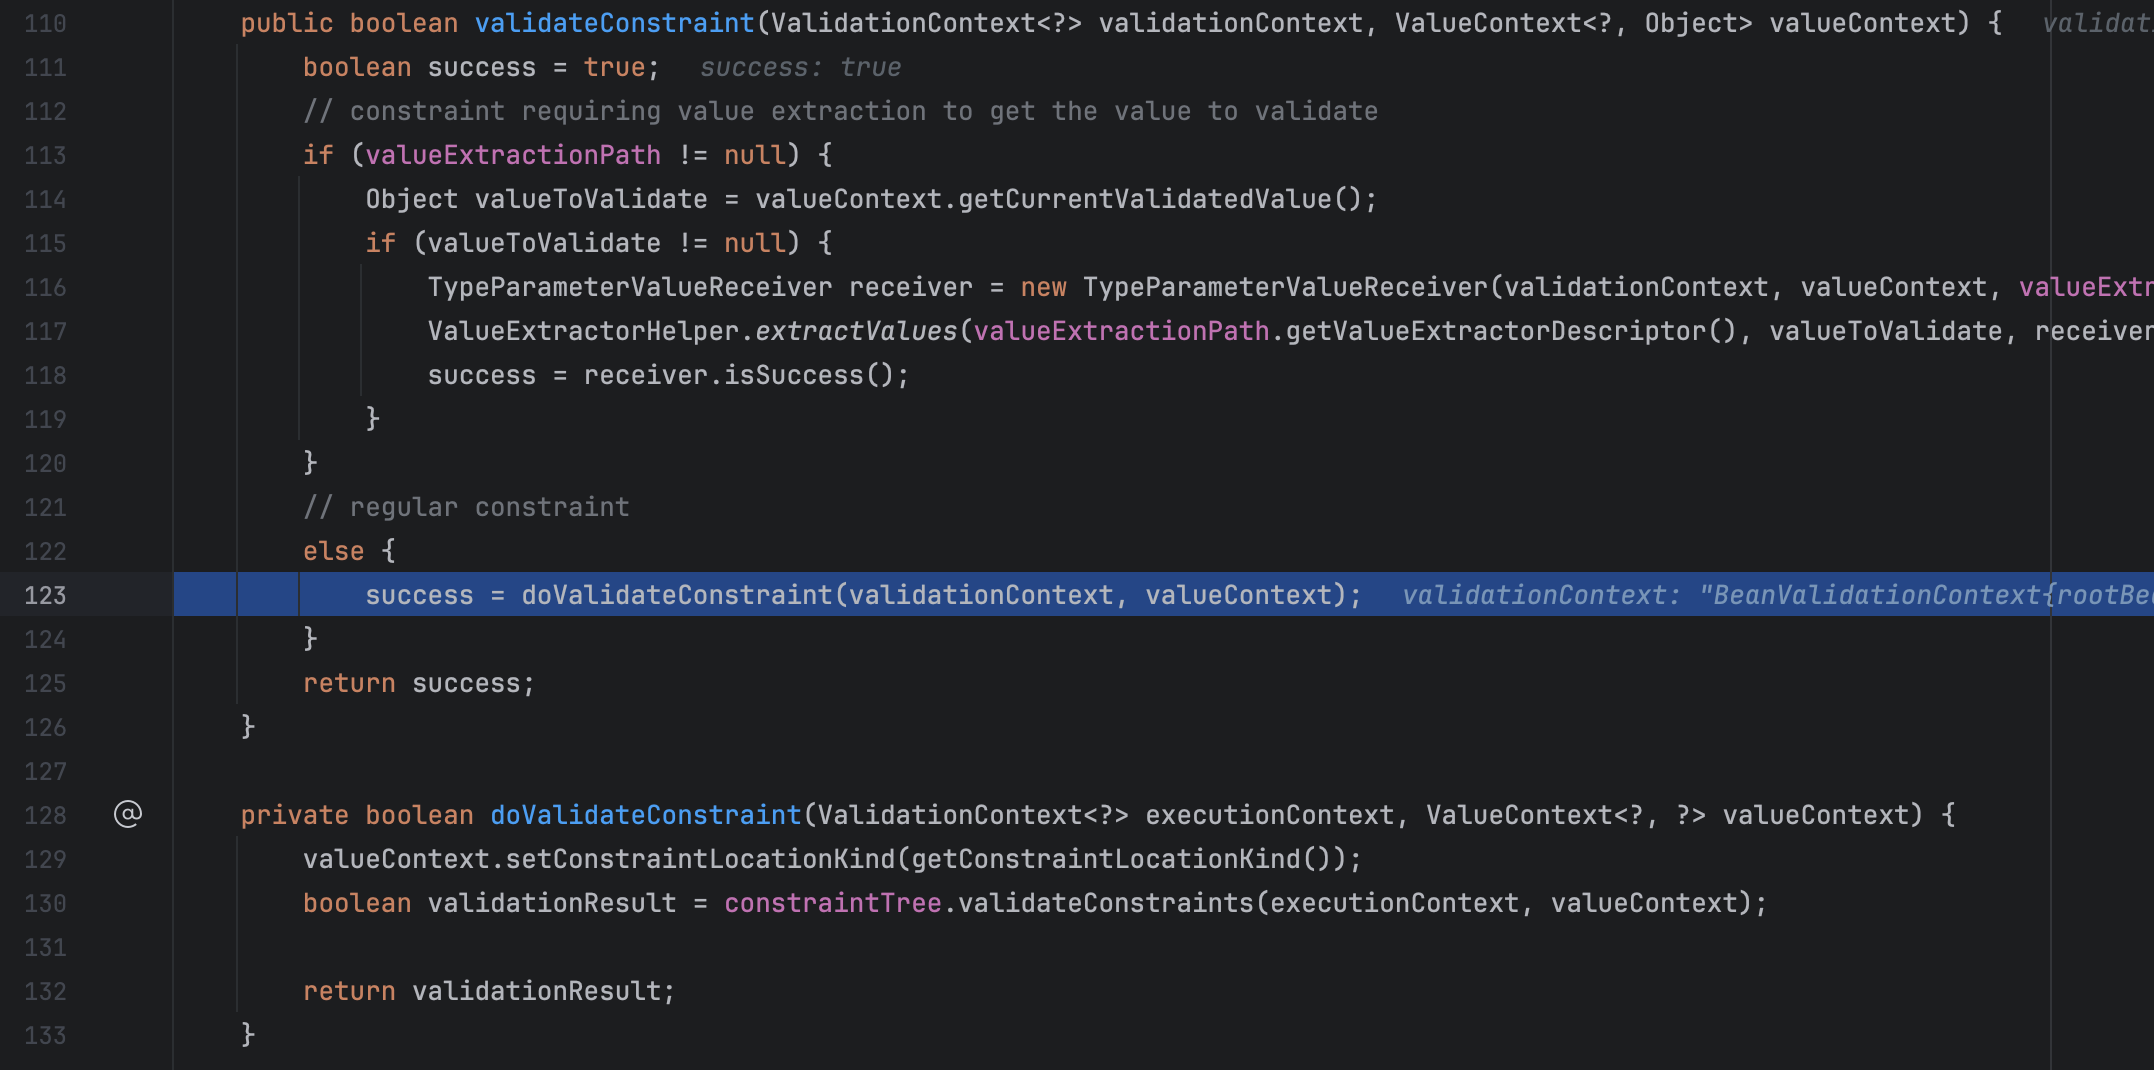 110 public boolean validateConstraint(ValidationContext<?> validationContext, ValueContext<?, Object> valueContext) { validati
111 boolean success = true; success: true
112 // constraint requiring value extraction to get the value to validate
113 if (valueExtractionPath != null) {
114 Object valueToValidate = valueContext.getCurrentValidatedValue();
115 if (valueToValidate != null) {
116 TypeParameterValueReceiver receiver = new TypeParameterValueReceiver(validationContext, valueContext, valueExtr
117 ValueExtractorHelper.extractValues(valueExtractionPath.getValueExtractorDescriptor(), valueToValidate, receiver
118 success = receiver.isSuccess();
119 }
120 }
121 // regular constraint
122 else {
123 success = doValidateConstraint(validationContext, valueContext); validationContext: "BeanValidationContext{rootBe
124 }
125 return success;
126 }
127
128 @ private boolean doValidateConstraint(ValidationContext<?> executionContext, ValueContext<?, ?> valueContext) {
129 valueContext.setConstraintLocationKind(getConstraintLocationKind());
130 boolean validationResult = constraintTree.validateConstraints(executionContext, valueContext);
131
132 return validationResult;
133 }